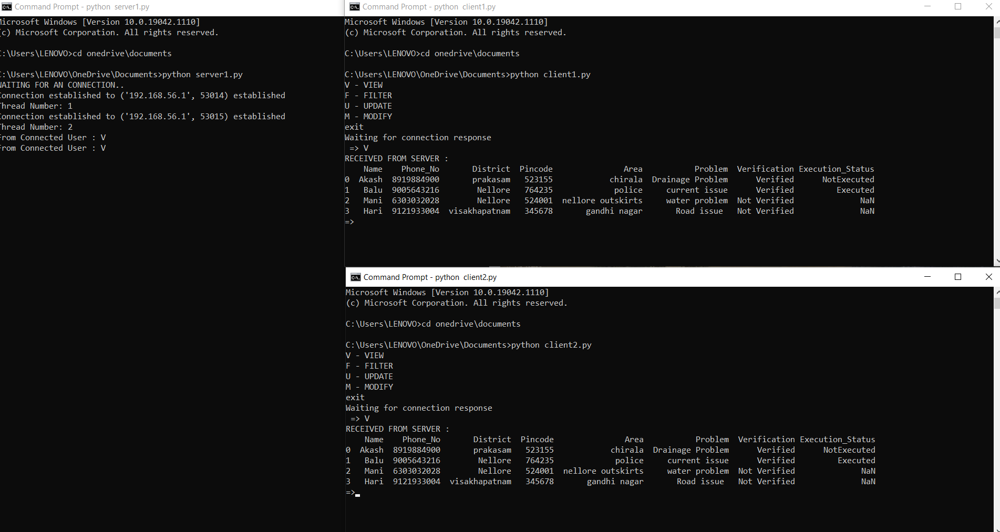 Command Prompt - python  server1.py
Microsoft Windows [Version 10.0.19042.1110]
(c) Microsoft Corporation. All rights reserved.
C:\Users\LENOVO>cd onedrive\documents
C:\Users\LENOVO\OneDrive\Documents>python server1.py
WAITING FOR AN CONNECTION..
Connection established to ('192.168.56.1', 53014) established
Thread Number: 1
Connection established to ('192.168.56.1', 53015) established
Thread Number: 2
From Connected User : V
From Connected User : V
Command Prompt - python  client1.py
Microsoft Windows [Version 10.0.19042.1110]
(c) Microsoft Corporation. All rights reserved.
C:\Users\LENOVO>cd onedrive\documents
C:\Users\LENOVO\OneDrive\Documents>python client1.py
V - VIEW
F - FILTER
U - UPDATE
M - MODIFY
exit
Waiting for connection response
 => V
RECEIVED FROM SERVER :
    Name    Phone_No       District  Pincode               Area           Problem  Verification Execution_Status
0  Akash  8919884900       prakasam   523155            chirala  Drainage Problem      Verified      NotExecuted
1   Balu  9005643216        Nellore   764235             police     current issue      Verified         Executed
2   Mani  6303032028        Nellore   524001  nellore outskirts     water problem  Not Verified              NaN
3   Hari  9121933004  visakhapatnam   345678       gandhi nagar       Road issue   Not Verified              NaN
=>
Command Prompt - python  client2.py
Microsoft Windows [Version 10.0.19042.1110]
(c) Microsoft Corporation. All rights reserved.
C:\Users\LENOVO>cd onedrive\documents
C:\Users\LENOVO\OneDrive\Documents>python client2.py
V - VIEW
F - FILTER
U - UPDATE
M - MODIFY
exit
Waiting for connection response
 => V
RECEIVED FROM SERVER :
    Name    Phone_No       District  Pincode               Area           Problem  Verification Execution_Status
0  Akash  8919884900       prakasam   523155            chirala  Drainage Problem      Verified      NotExecuted
1   Balu  9005643216        Nellore   764235             police     current issue      Verified         Executed
2   Mani  6303032028        Nellore   524001  nellore outskirts     water problem  Not Verified              NaN
3   Hari  9121933004  visakhapatnam   345678       gandhi nagar       Road issue   Not Verified              NaN
=>